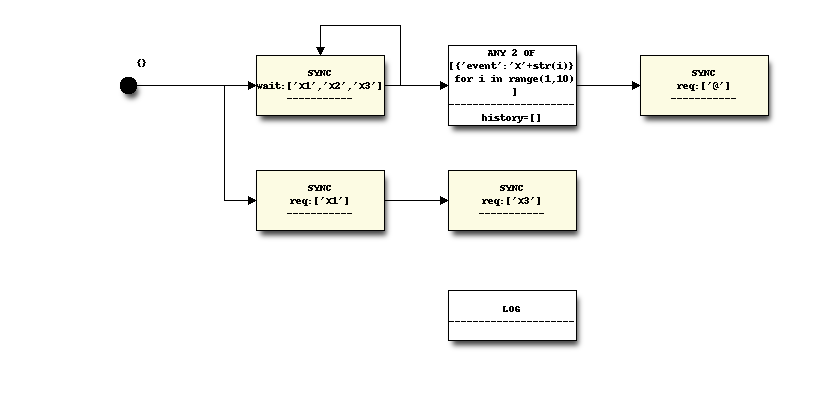 {}
SYNC
wait:['X1','X2','X3']
-----------
ANY 2 OF
[{'event':'X'+str(i)}
for i in range(1,10)
]
---------------------
history=[]
SYNC
req:['@']
-----------
SYNC
req:['X1']
-----------
SYNC
req:['X3']
-----------
LOG
---------------------